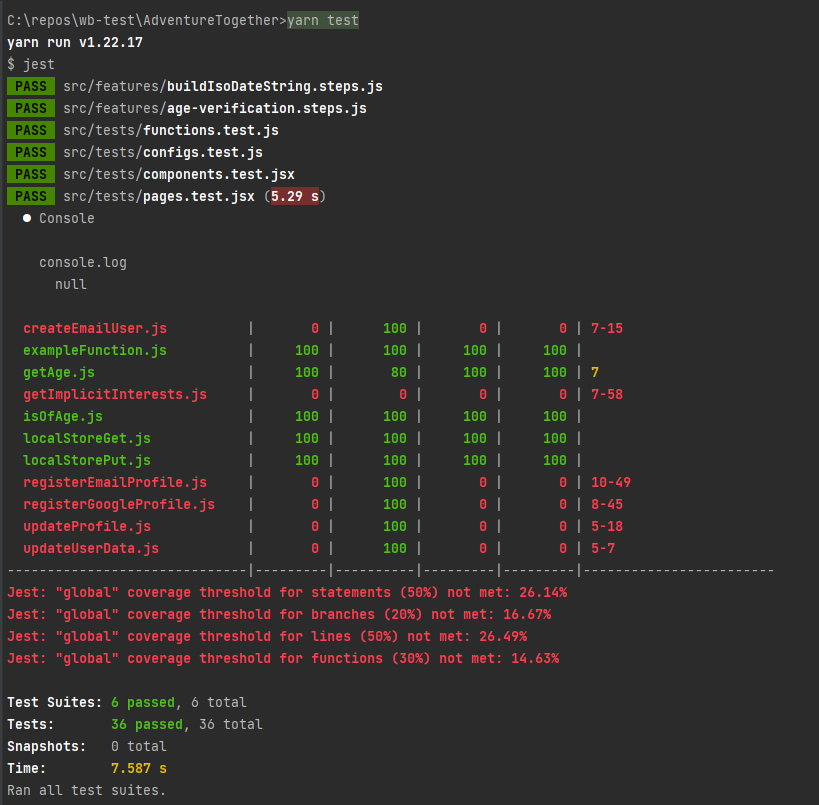 C:\repos\wb-test\AdventureTogether>yarn test
yarn run v1.22.17
$ jest
PASS src/features/buildIsoDateString.steps.js
PASS src/features/age-verification.steps.js
PASS src/tests/functions.test.js
PASS src/tests/configs.test.js
PASS src/tests/components.test.jsx
PASS src/tests/pages.test.jsx (5.29 s)
● Console
console.log
null
createEmailUser.js | 0 | 100 | 0 | 0 | 7-15
exampleFunction.js | 100 | 100 | 100 | 100 |
getAge.js | 100 | 80 | 100 | 100 | 7
getImplicitInterests.js | 0 | 0 | 0 | 0 | 7-58
isOfAge.js | 100 | 100 | 100 | 100 |
localStoreGet.js | 100 | 100 | 100 | 100 |
localStorePut.js | 100 | 100 | 100 | 100 |
registerEmailProfile.js | 0 | 100 | 0 | 0 | 10-49
registerGoogleProfile.js | 0 | 100 | 0 | 0 | 8-45
updateProfile.js | 0 | 100 | 0 | 0 | 5-18
updateUserData.js | 0 | 100 | 0 | 0 | 5-7
------------------------------|---------|----------|---------|---------|------------------------
Jest: "global" coverage threshold for statements (50%) not met: 26.14%
Jest: "global" coverage threshold for branches (20%) not met: 16.67%
Jest: "global" coverage threshold for lines (50%) not met: 26.49%
Jest: "global" coverage threshold for functions (30%) not met: 14.63%
Test Suites: 6 passed, 6 total
Tests: 36 passed, 36 total
Snapshots: 0 total
Time: 7.587 s
Ran all test suites.